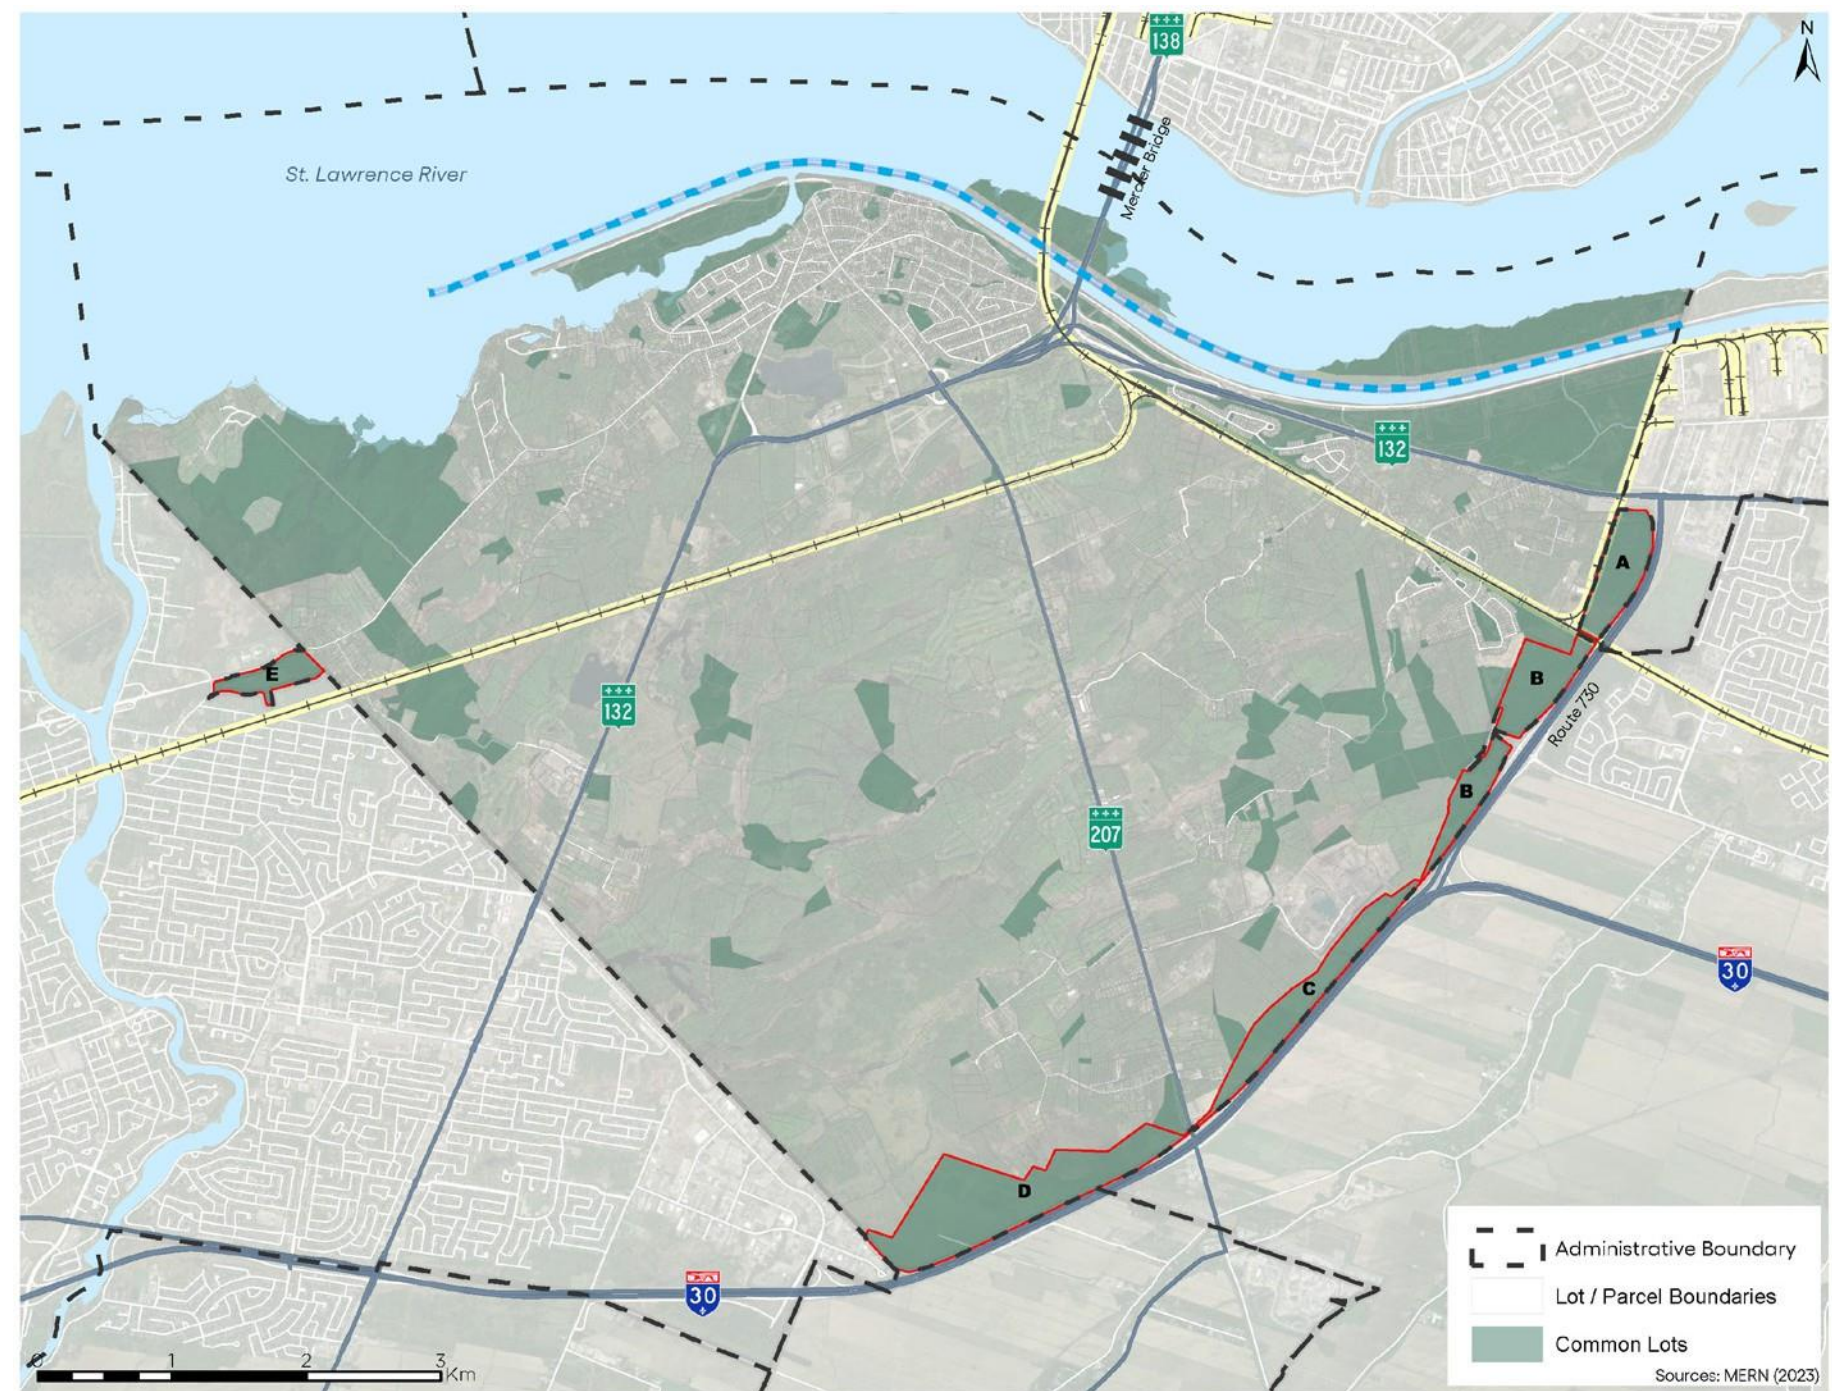 N
138
Mercier Bridge
St. Lawrence River
132
A
B
E
132
Route 730
B
207
30
C
D
30
Administrative Boundary
Lot / Parcel Boundaries
Common Lots
0 1 2 3 Km
Sources: MERN (2023)